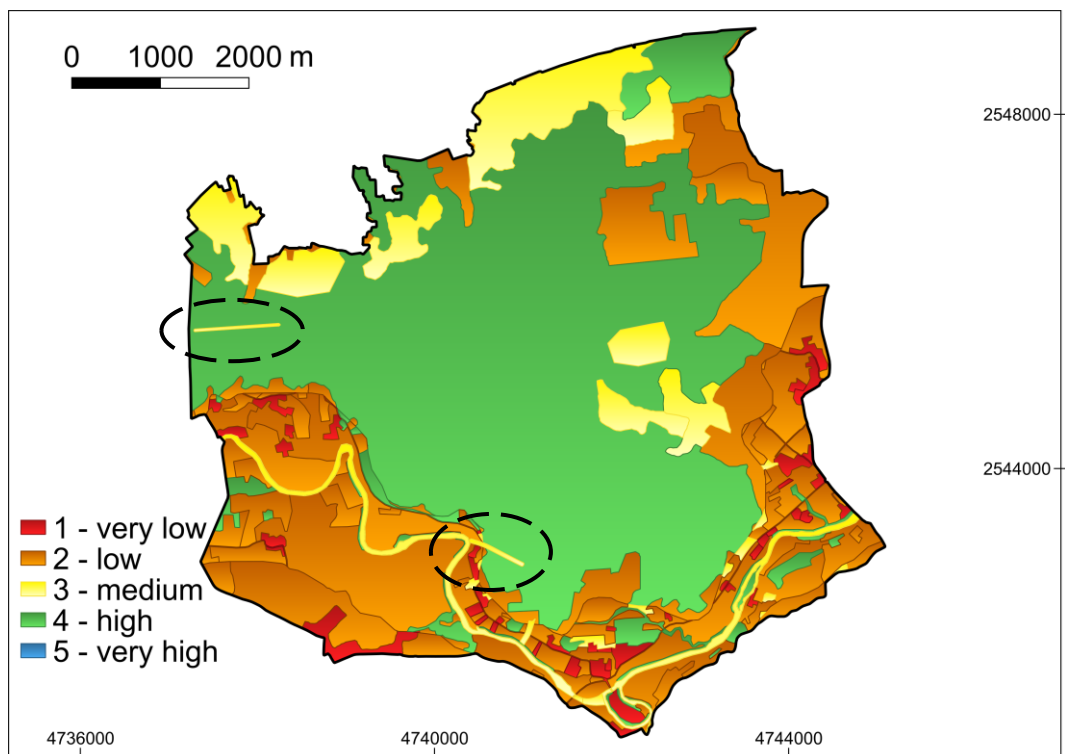 0 1000 2000 m
2548000
2544000
1 - very low
2 - low
3 - medium
4 - high
5 - very high
4736000 4740000 4744000